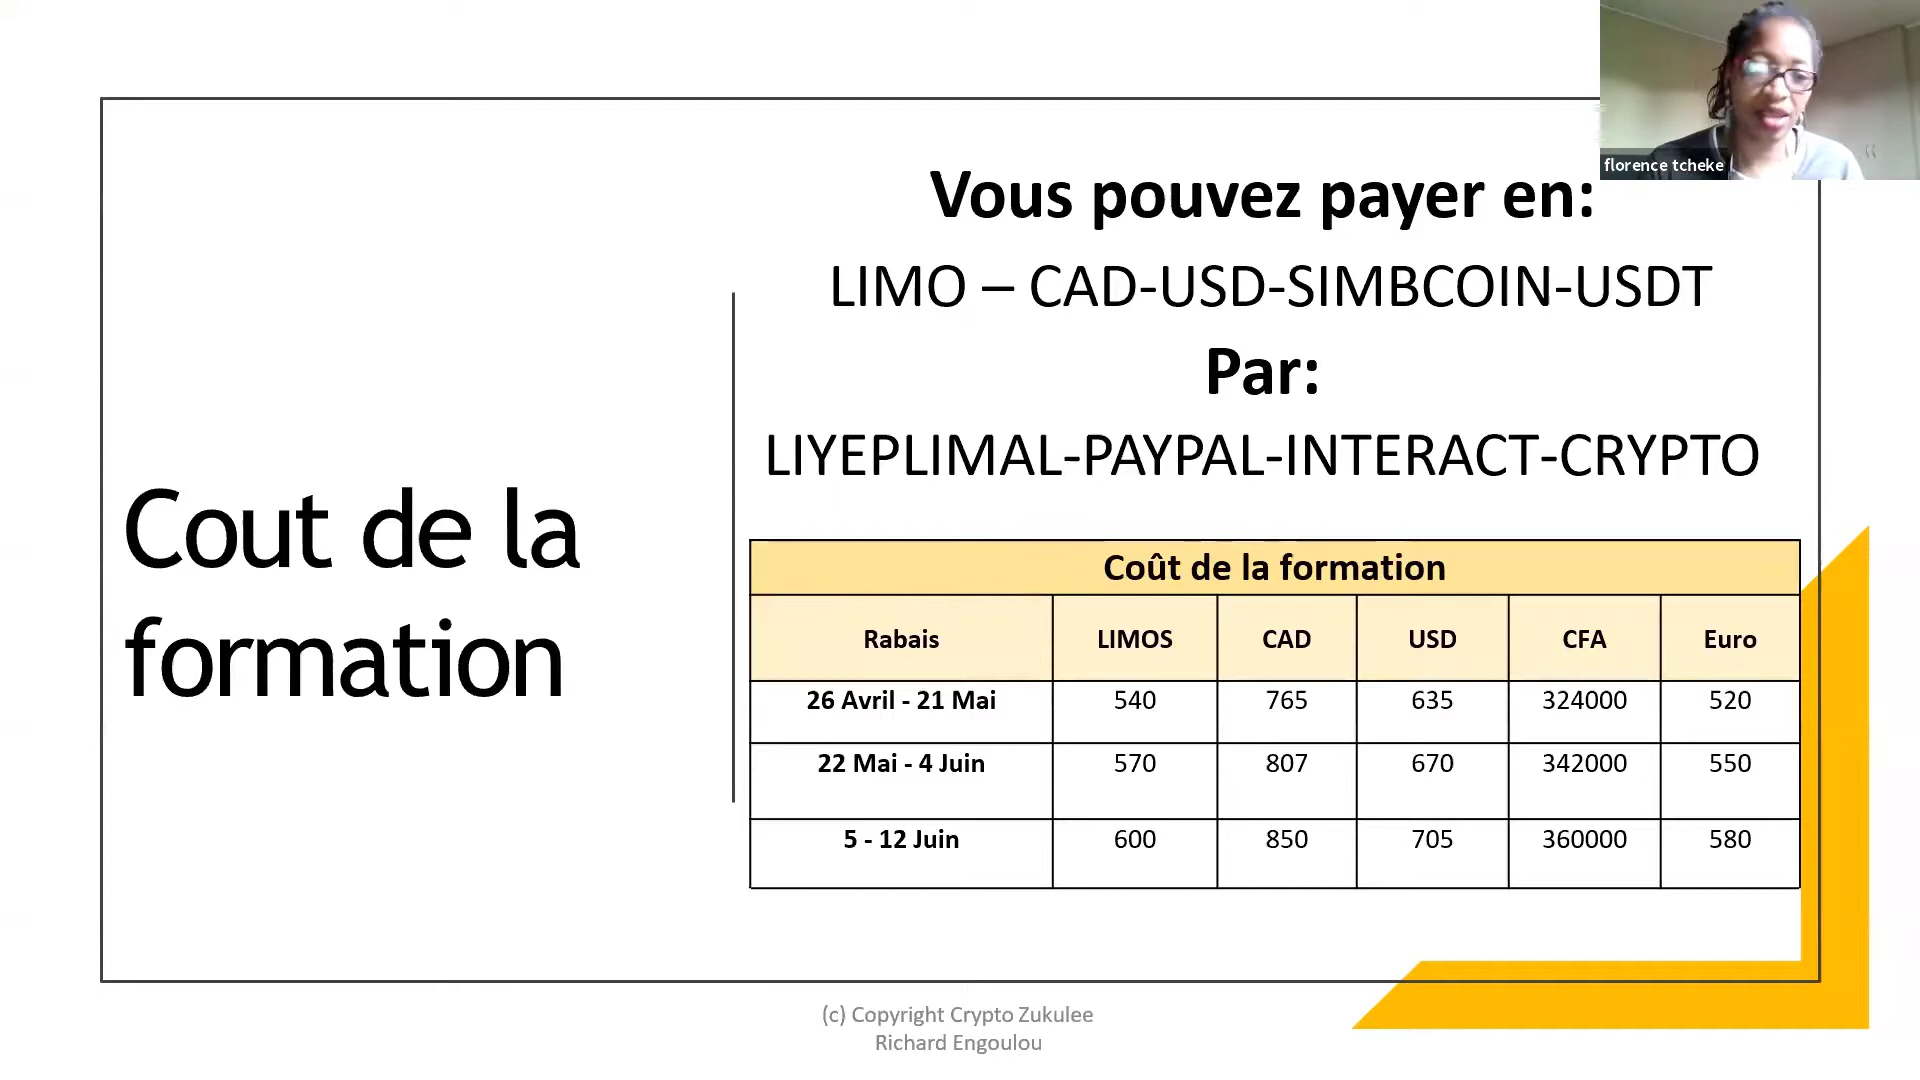 florence tcheke
Vous pouvez payer en:
LIMO – CAD-USD-SIMBCOIN-USDT
Par:
LIYEPLIMAL-PAYPAL-INTERACT-CRYPTO
Cout de la
formation
Coût de la formation
Rabais LIMOS CAD USD CFA Euro
26 Avril - 21 Mai 540 765 635 324000 520
22 Mai - 4 Juin 570 807 670 342000 550
5 - 12 Juin 600 850 705 360000 580
(c) Copyright Crypto Zukulee
Richard Engoulou